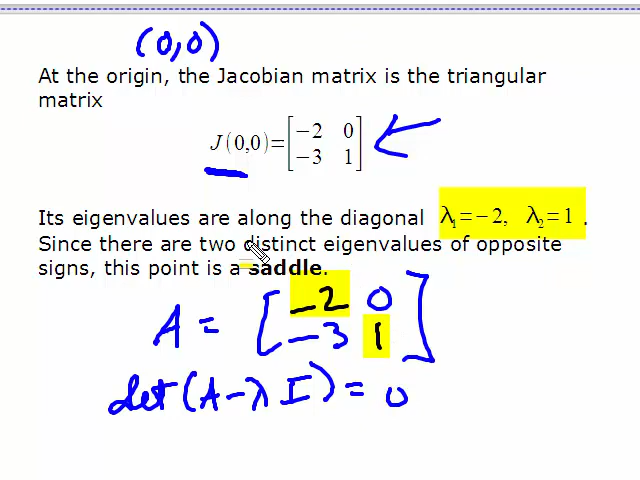 (0,0)
At the origin, the Jacobian matrix is the triangular
matrix
J(0,0)=[−2 0
−3 1]
Its eigenvalues are along the diagonal λ₁=−2, λ₂=1 .
Since there are two distinct eigenvalues of opposite
signs, this point is a saddle.
A = [−2 0
−3 1]
det(A−λI)=0